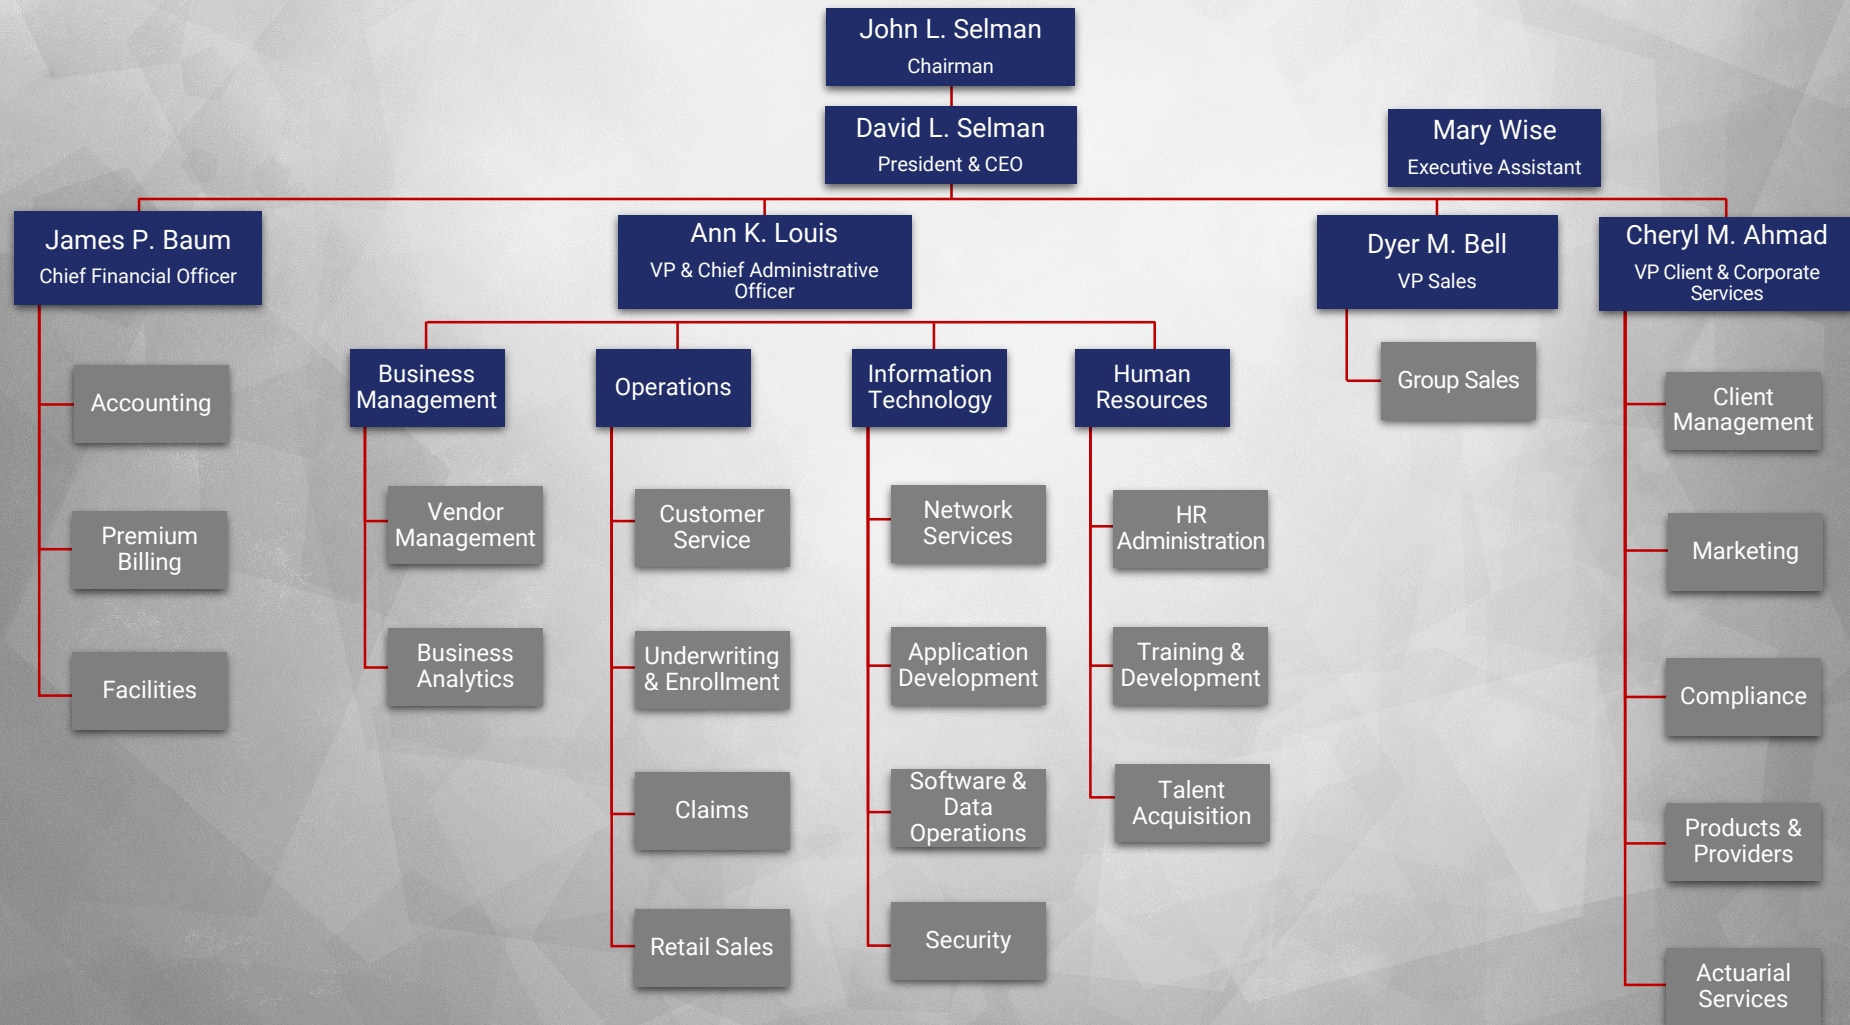 John L. Selman
Chairman
David L. Selman
President & CEO
Mary Wise
Executive Assistant
James P. Baum
Chief Financial Officer
Ann K. Louis
VP & Chief Administrative
Officer
Dyer M. Bell
VP Sales
Cheryl M. Ahmad
VP Client & Corporate
Services
Accounting
Premium
Billing
Facilities
Business
Management
Vendor
Management
Business
Analytics
Operations
Customer
Service
Underwriting
& Enrollment
Claims
Retail Sales
Information
Technology
Network
Services
Application
Development
Software &
Data
Operations
Security
Human
Resources
HR
Administration
Training &
Development
Talent
Acquisition
Group Sales
Client
Management
Marketing
Compliance
Products &
Providers
Actuarial
Services